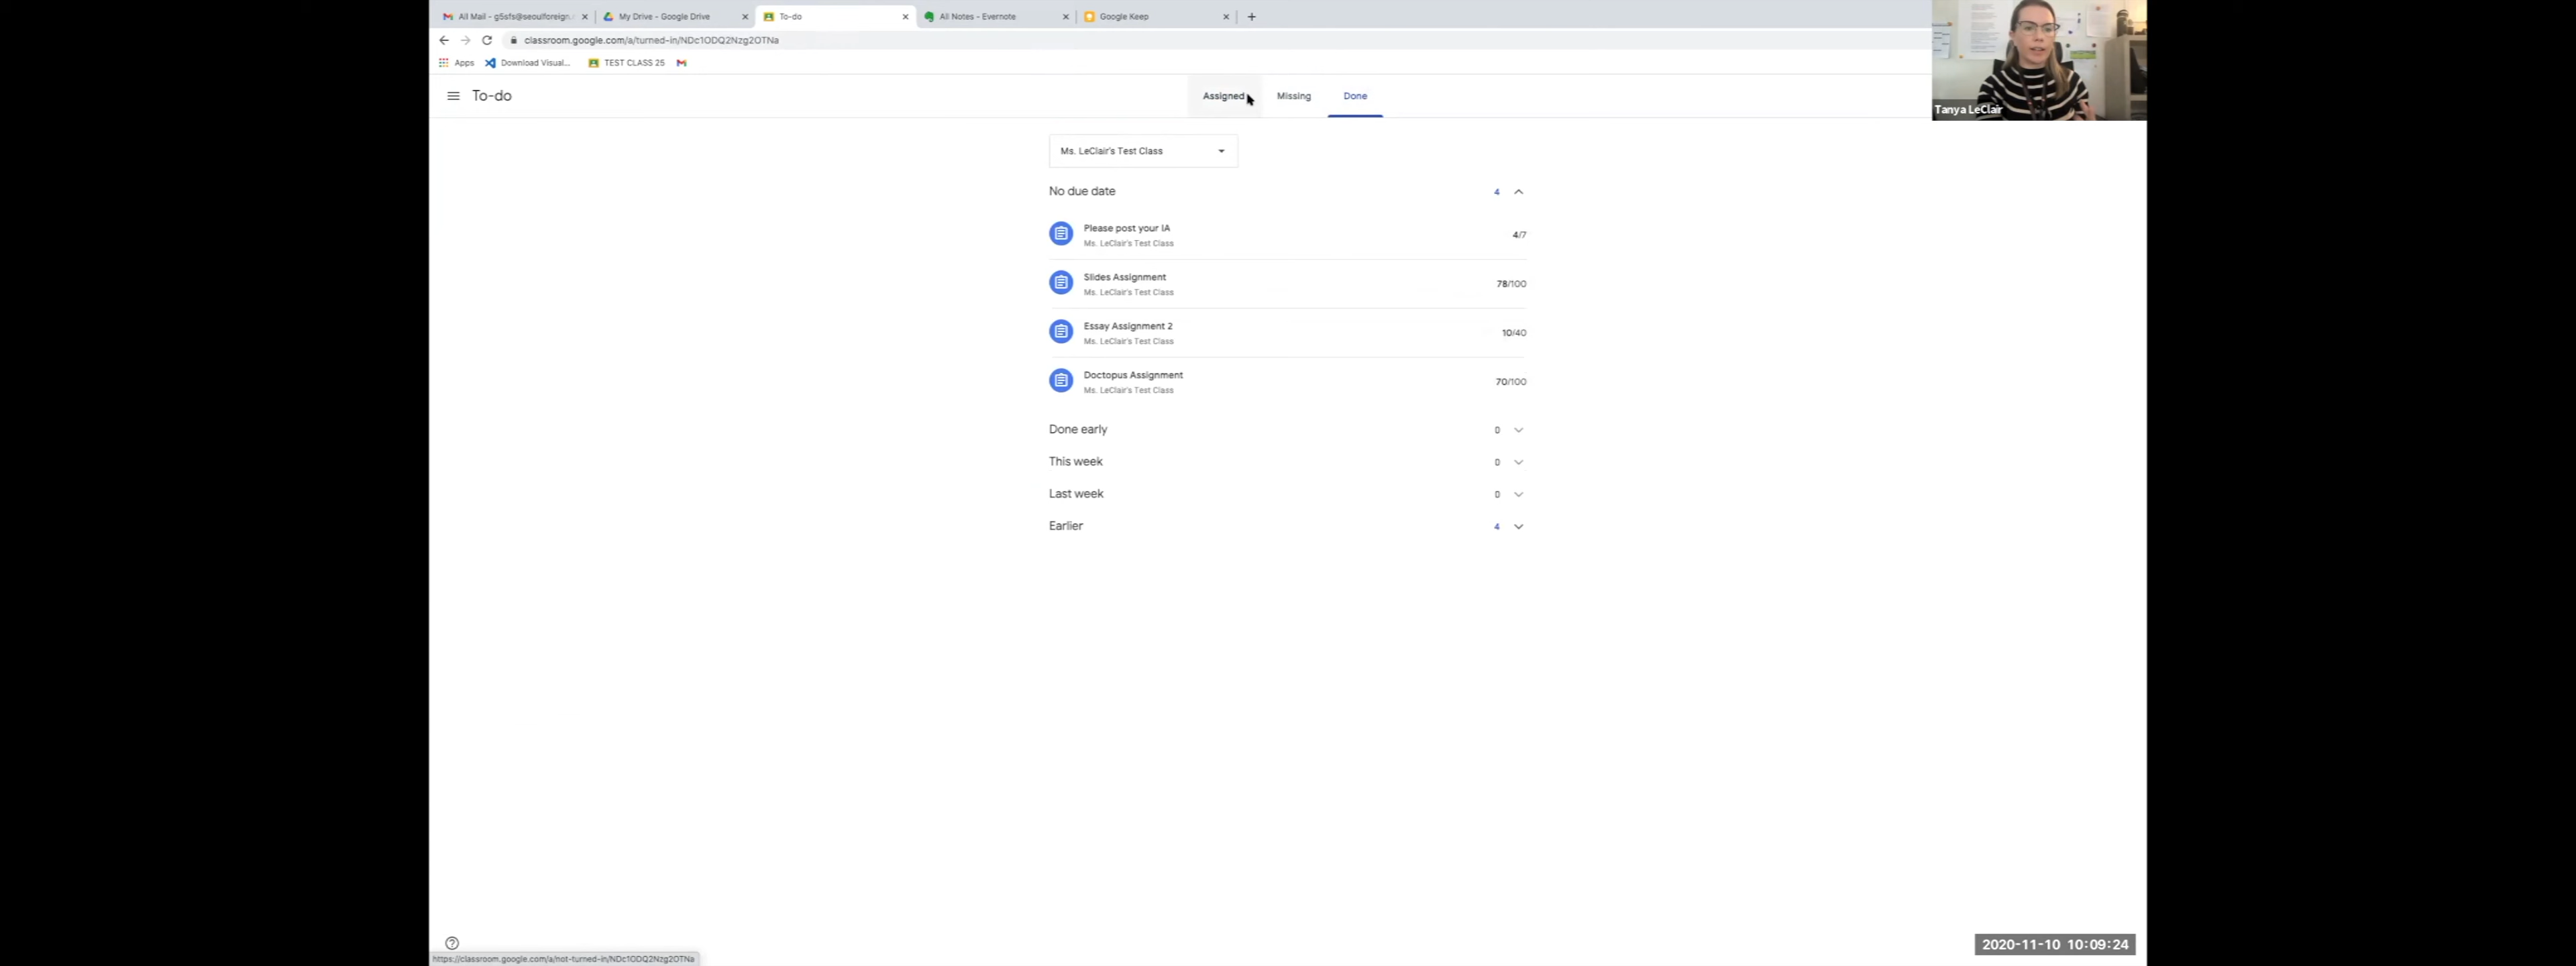 All Mail - g5sfs@seoulforeign. My Drive - Google Drive To-do All Notes - Evernote Google Keep
classroom.google.com/a/turned-in/NDc1ODQ2Nzg2OTNa
Apps Download Visual... TEST CLASS 25
To-do Assigned Missing Done
Tanya LeClair
Ms. LeClair's Test Class
No due date 4
Please post your IA
Ms. LeClair's Test Class
4/7
Slides Assignment
Ms. LeClair's Test Class
78/100
Essay Assignment 2
Ms. LeClair's Test Class
10/40
Doctopus Assignment
Ms. LeClair's Test Class
70/100
Done early 0
This week 0
Last week 0
Earlier 4
2020-11-10 10:09:24
https://classroom.google.com/a/not-turned-in/NDc1ODQ2Nzg2OTNa